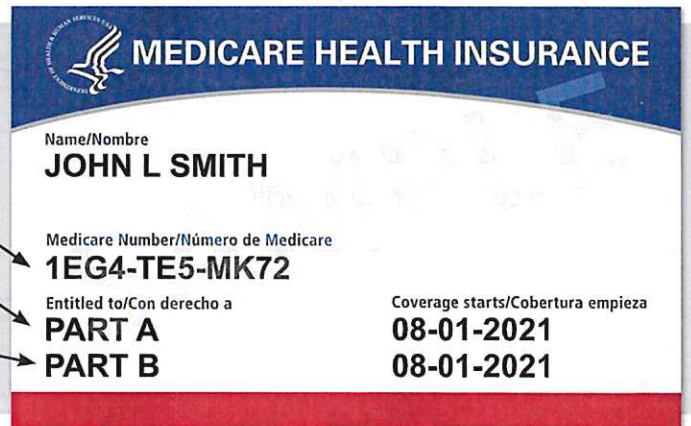 MEDICARE HEALTH INSURANCE
Name/Nombre
JOHN L SMITH
Medicare Number/Número de Medicare
1EG4-TE5-MK72
Entitled to/Con derecho a
PART A
PART B
Coverage starts/Cobertura empieza
08-01-2021
08-01-2021